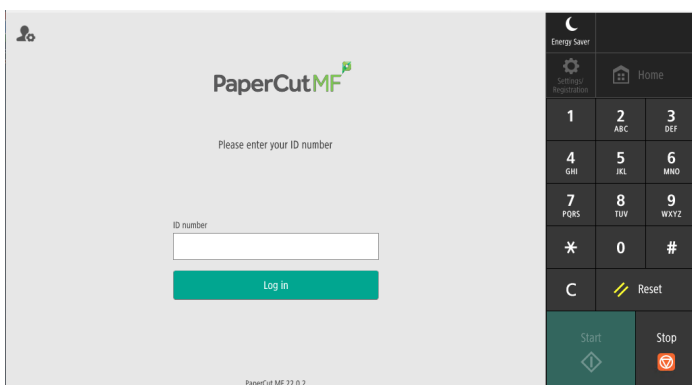 PaperCutMF
Please enter your ID number
ID number
Log in
PaperCut MF 22.0.2
Energy Saver
Settings/
Registration
Home
1
2
ABC
3
DEF
4
GHI
5
JKL
6
MNO
7
PQRS
8
TUV
9
WXYZ
*
0
#
C
Reset
Start
Stop